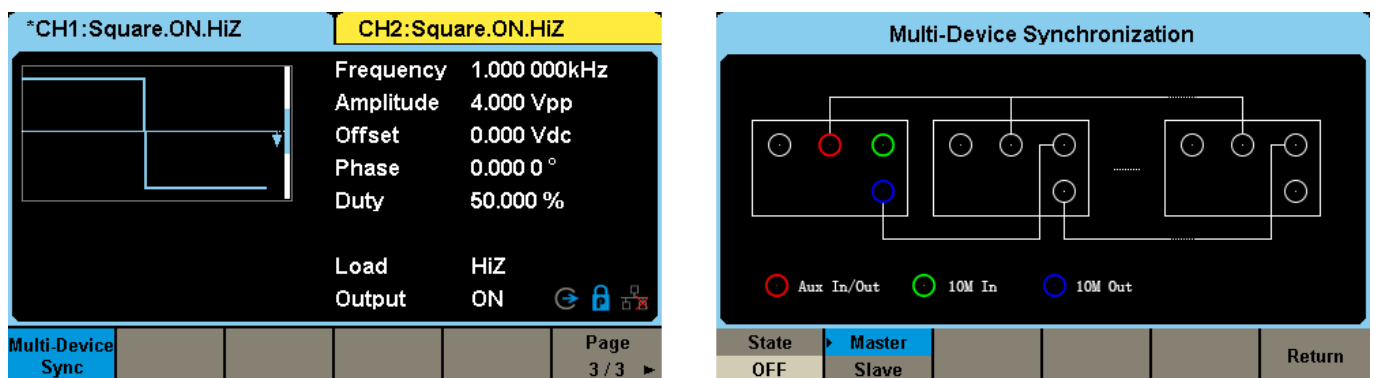 *CH1:Square.ON.HiZ
CH2:Square.ON.HiZ
Frequency 1.000 000kHz
Amplitude 4.000 Vpp
Offset 0.000 Vdc
Phase 0.000 0 °
Duty 50.000 %
Load HiZ
Output ON
Multi-Device
Sync
Page
3 / 3 ►
Multi-Device Synchronization
Aux In/Out
10M In
10M Out
State
OFF
Master
Slave
Return